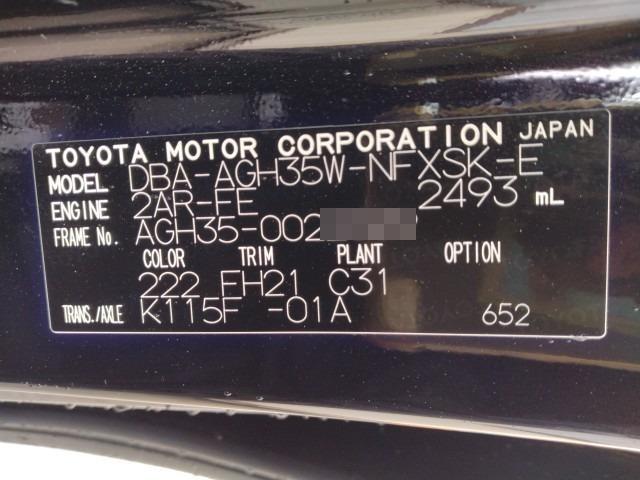 TOYOTA MOTOR CORPORATION JAPAN
MODEL DBA-AGH35W-NFXSK-E
ENGINE 2AR-FE 2493 mL
FRAME No. AGH35-002
COLOR TRIM PLANT OPTION
222 EH21 C31
TRANS./AXLE K115F -01A 652